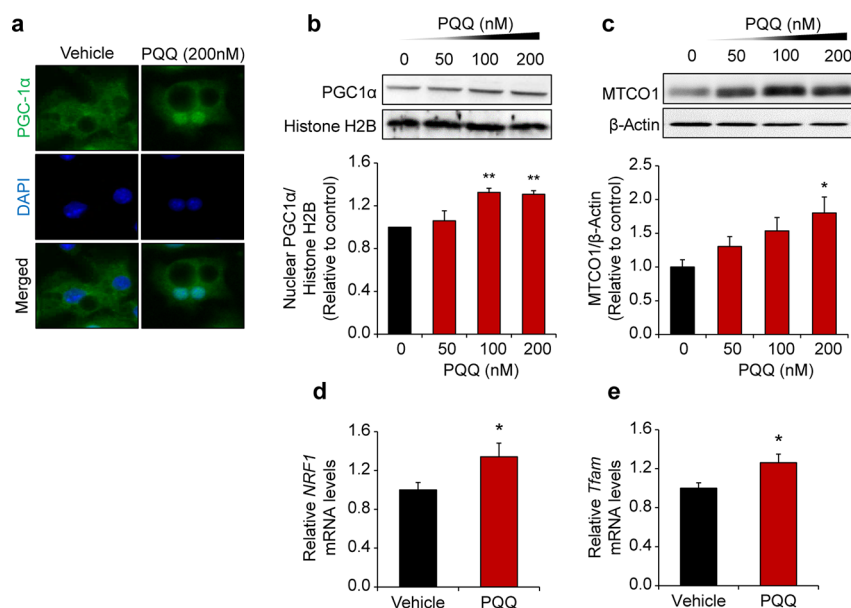 a
Vehicle
PQQ (200nM)
PGC-1α
DAPI
Merged
b
PQQ (nM)
0 50 100 200
PGC1α
Histone H2B
Nuclear PGC1α/
Histone H2B
(Relative to control)
1.6
1.2
0.8
0.4
0.0
** **
0 50 100 200
PQQ (nM)
c
PQQ (nM)
0 50 100 200
MTCO1
β-Actin
MTCO1/β-Actin
(Relative to control)
2.5
2.0
1.5
1.0
0.5
0.0
*
0 50 100 200
PQQ (nM)
d
Relative NRF1
mRNA levels
1.6
1.2
0.8
0.4
0.0
*
Vehicle PQQ
e
Relative Tfam
mRNA levels
1.6
1.2
0.8
0.4
0.0
*
Vehicle PQQ